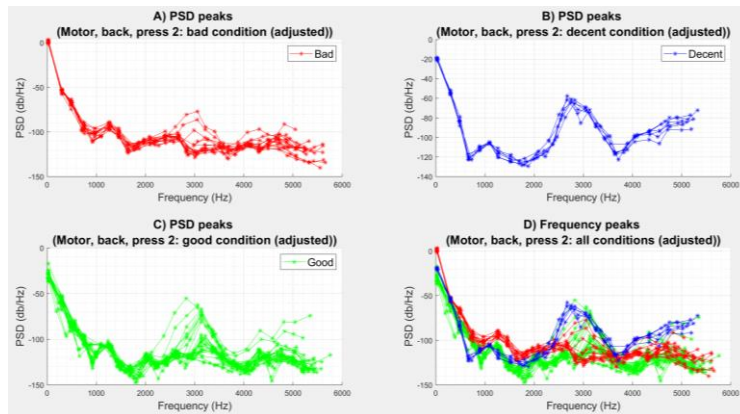 A) PSD peaks
(Motor, back, press 2: bad condition (adjusted))
Bad
PSD (db/Hz)
0
-50
-100
-150
0 1000 2000 3000 4000 5000 6000
Frequency (Hz)
B) PSD peaks
(Motor, back, press 2: decent condition (adjusted))
Decent
PSD (db/Hz)
0
-20
-40
-60
-80
-100
-120
-140
0 1000 2000 3000 4000 5000 6000
Frequency (Hz)
C) PSD peaks
(Motor, back, press 2: good condition (adjusted))
Good
PSD (db/Hz)
0
-50
-100
-150
0 1000 2000 3000 4000 5000 6000
Frequency (Hz)
D) Frequency peaks
(Motor, back, press 2: all conditions (adjusted))
PSD (db/Hz)
0
-50
-100
-150
0 1000 2000 3000 4000 5000 6000
Frequency (Hz)